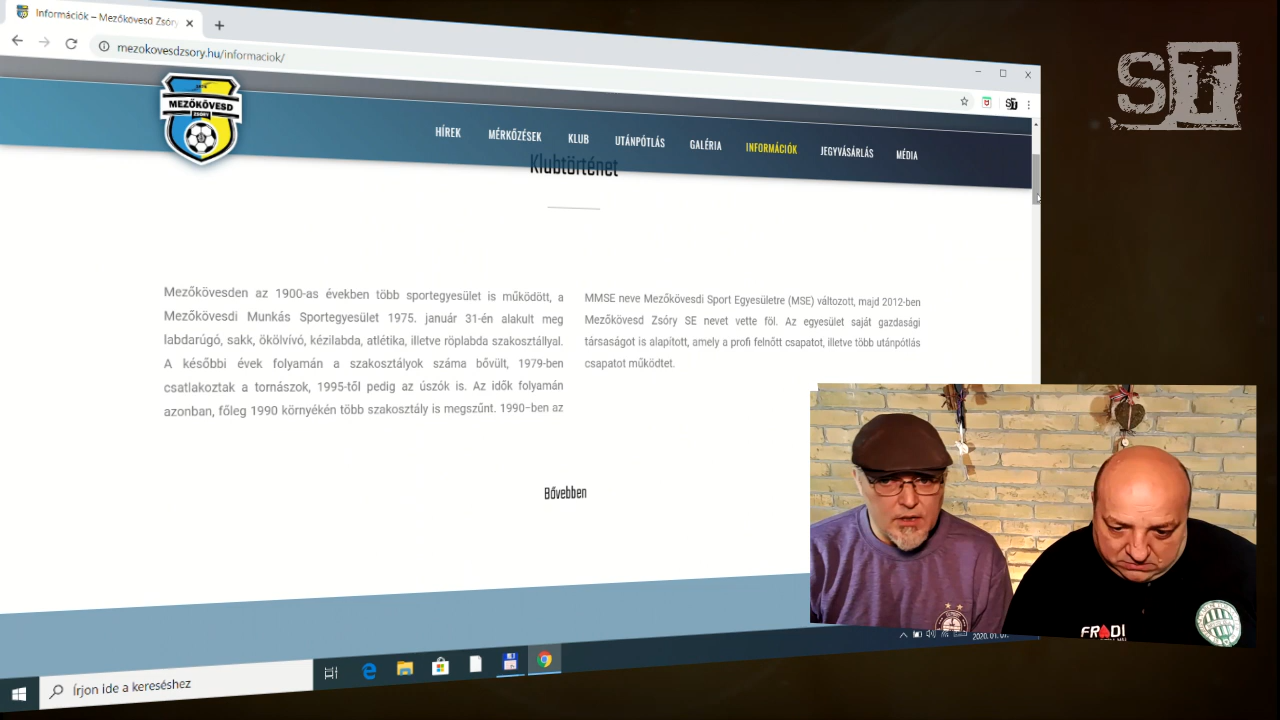 Információk – Mezőkövesd Zsóry
mezokovesdzsory.hu/informaciok/
ST
MEZŐKÖVESD
ZSÓRY
HÍREK
MÉRKŐZÉSEK
KLUB
UTÁNPÓTLÁS
GALÉRIA
INFORMÁCIÓK
JEGYVÁSÁRLÁS
MÉDIA
Klubtörténet
Mezőkövesden az 1900-as években több sportegyesület is működött, a
Mezőkövesdi Munkás Sportegyesület 1975. január 31-én alakult meg
labdarúgó, sakk, ökölvívó, kézilabda, atlétika, illetve röplabda szakosztállyal.
A későbbi évek folyamán a szakosztályok száma bővült, 1979-ben
csatlakoztak a tornászok, 1995-től pedig az úszók is. Az idők folyamán
azonban, főleg 1990 környékén több szakosztály is megszűnt. 1990–ben az
MMSE neve Mezőkövesdi Sport Egyesületre (MSE) változott, majd 2012-ben
Mezőkövesd Zsóry SE nevet vette föl. Az egyesület saját gazdasági
társaságot is alapított, amely a profi felnőtt csapatot, illetve több utánpótlás
csapatot működtet.
Bővebben
FRADI
Írjon ide a kereséshez
2020. 01. 07.